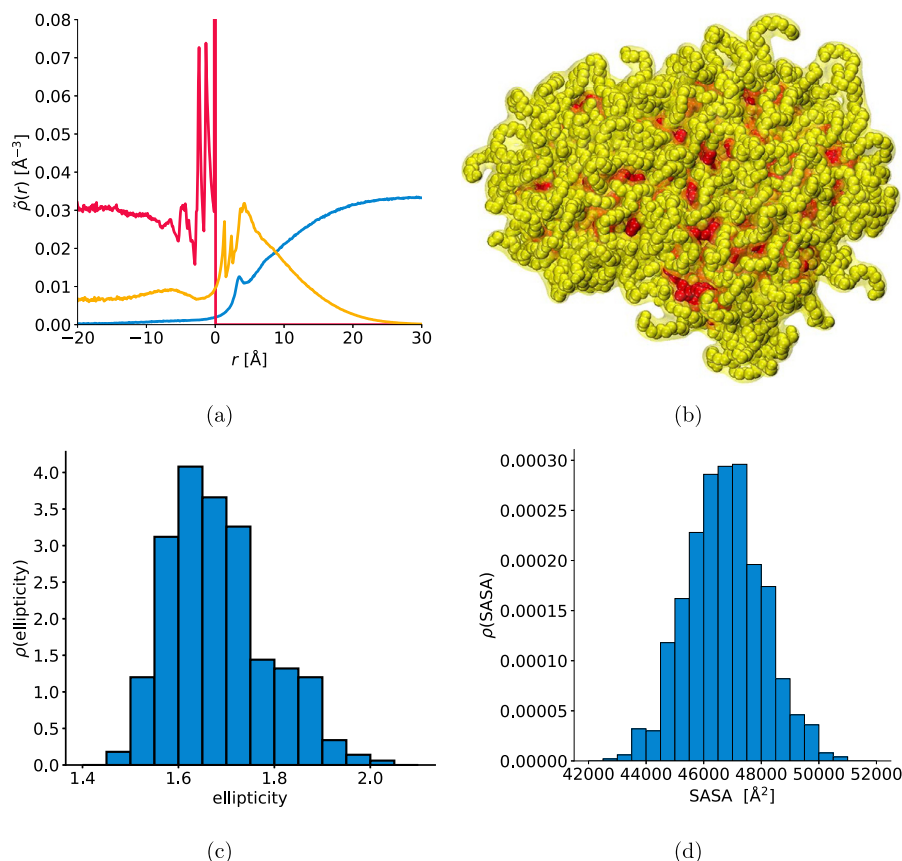 0.08
0.07
0.06
0.05
0.04
0.03
0.02
0.01
0.00
ρ̃(r) [Å⁻³]
−20 −10 0 10 20 30
r [Å]
(a)
(b)
4.0
3.5
3.0
2.5
2.0
1.5
1.0
0.5
0.0
ρ(ellipticity)
1.4 1.6 1.8 2.0
ellipticity
(c)
0.00030
0.00025
0.00020
0.00015
0.00010
0.00005
0.00000
ρ(SASA)
42000 44000 46000 48000 50000 52000
SASA [Å²]
(d)